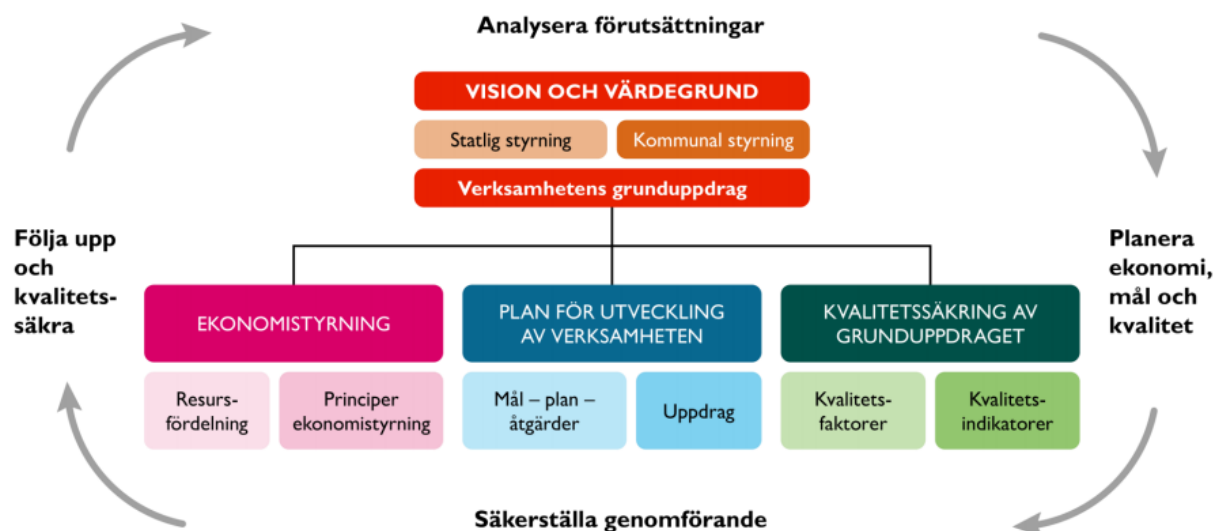 Analysera förutsättningar
VISION OCH VÄRDEGRUND
Statlig styrning
Kommunal styrning
Verksamhetens grunduppdrag
Följa upp
och
kvalitets-
säkra
Planera
ekonomi,
mål och
kvalitet
EKONOMISTYRNING
PLAN FÖR UTVECKLING
AV VERKSAMHETEN
KVALITETSSÄKRING AV
GRUNDUPPDRAGET
Resurs-
fördelning
Principer
ekonomistyrning
Mål – plan –
åtgärder
Uppdrag
Kvalitets-
faktorer
Kvalitets-
indikatorer
Säkerställa genomförande